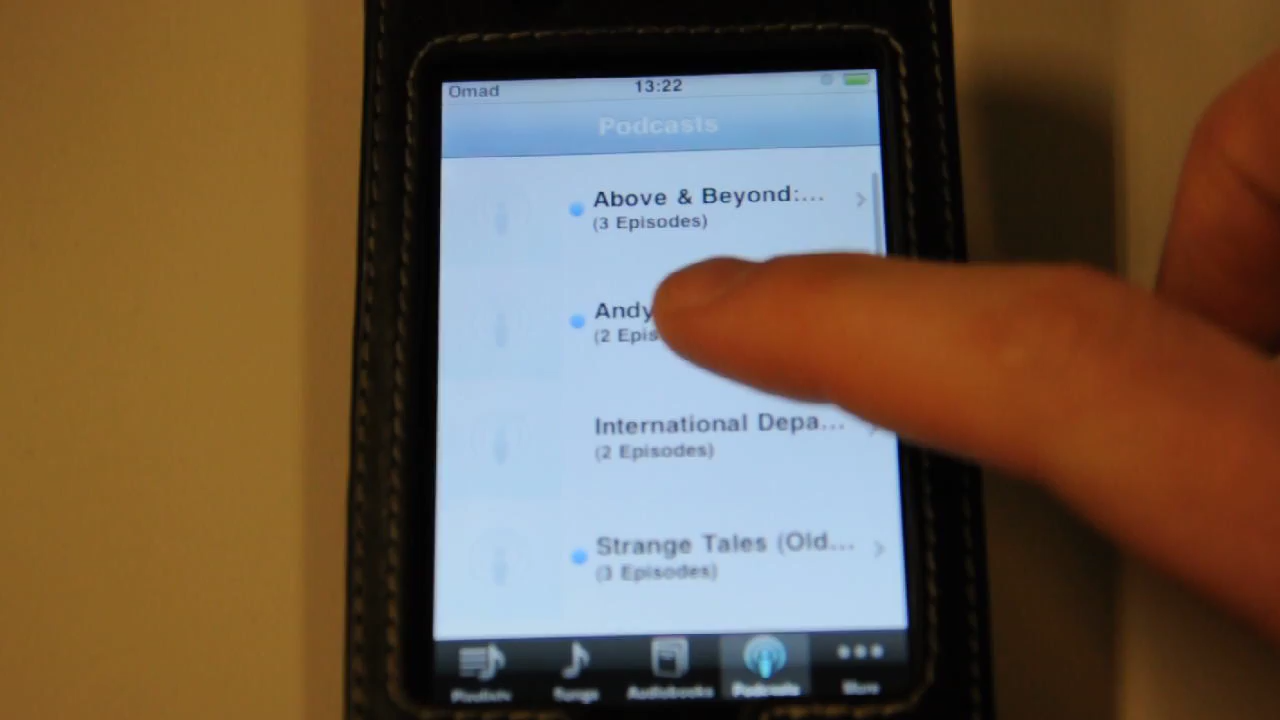 Omad 13:22
Podcasts
Above & Beyond:...
(3 Episodes)
Andy
(2 Epis
International Depa...
(2 Episodes)
Strange Tales (Old...
(3 Episodes)
Playlists Songs Audiobooks Podcasts More